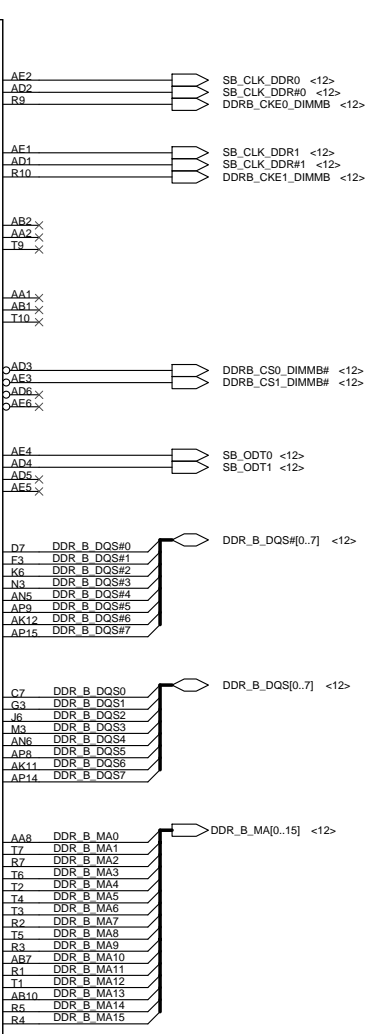 AE2 SB_CLK_DDR0 <12>
AD2 SB_CLK_DDR#0 <12>
R9 DDRB_CKE0_DIMMB <12>
AE1 SB_CLK_DDR1 <12>
AD1 SB_CLK_DDR#1 <12>
R10 DDRB_CKE1_DIMMB <12>
AB2
AA2
T9
AA1
AB1
T10
AD3 DDRB_CS0_DIMMB# <12>
AE3 DDRB_CS1_DIMMB# <12>
AD6
AE6
AE4 SB_ODT0 <12>
AD4 SB_ODT1 <12>
AD5
AE5
DDR_B_DQS#[0..7] <12>
D7 DDR_B_DQS#0
F3 DDR_B_DQS#1
K6 DDR_B_DQS#2
N3 DDR_B_DQS#3
AN5 DDR_B_DQS#4
AP9 DDR_B_DQS#5
AK12 DDR_B_DQS#6
AP15 DDR_B_DQS#7
DDR_B_DQS[0..7] <12>
C7 DDR_B_DQS0
G3 DDR_B_DQS1
J6 DDR_B_DQS2
M3 DDR_B_DQS3
AN6 DDR_B_DQS4
AP8 DDR_B_DQS5
AK11 DDR_B_DQS6
AP14 DDR_B_DQS7
DDR_B_MA[0..15] <12>
AA8 DDR_B_MA0
T7 DDR_B_MA1
R7 DDR_B_MA2
T6 DDR_B_MA3
T2 DDR_B_MA4
T4 DDR_B_MA5
T3 DDR_B_MA6
R2 DDR_B_MA7
T5 DDR_B_MA8
R3 DDR_B_MA9
AB7 DDR_B_MA10
R1 DDR_B_MA11
T1 DDR_B_MA12
AB10 DDR_B_MA13
R5 DDR_B_MA14
R4 DDR_B_MA15